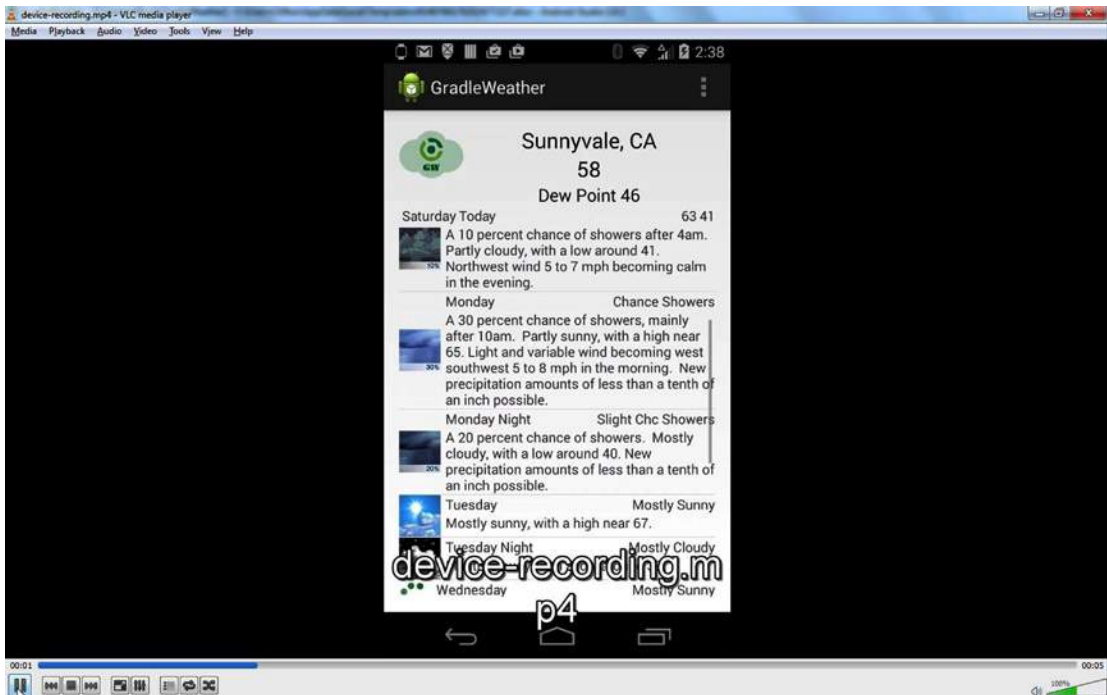 device-recording.mp4 - VLC media player
Media Playback Audio Video Tools View Help
2:38
GradleWeather
GW
Sunnyvale, CA
58
Dew Point 46
Saturday Today 63 41
A 10 percent chance of showers after 4am.
Partly cloudy, with a low around 41.
Northwest wind 5 to 7 mph becoming calm
in the evening.
10%
Monday Chance Showers
A 30 percent chance of showers, mainly
after 10am. Partly sunny, with a high near
65. Light and variable wind becoming west
southwest 5 to 8 mph in the morning. New
precipitation amounts of less than a tenth of
an inch possible.
30%
Monday Night Slight Chc Showers
A 20 percent chance of showers. Mostly
cloudy, with a low around 40. New
precipitation amounts of less than a tenth of
an inch possible.
20%
Tuesday Mostly Sunny
Mostly sunny, with a high near 67.
Tuesday Night Mostly Cloudy
device-recording.m
p4
Wednesday Mostly Sunny
00:01 00:05
100%